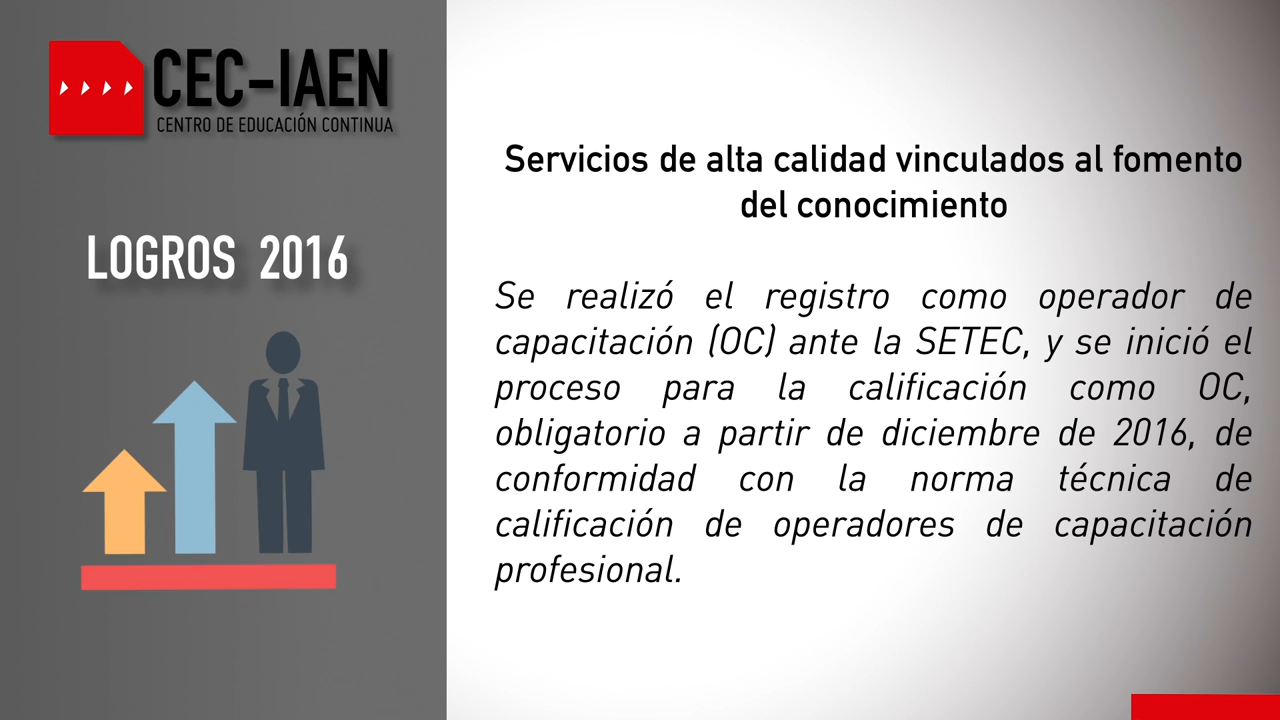 CEC-IAEN
CENTRO DE EDUCACIÓN CONTINUA
LOGROS 2016
Servicios de alta calidad vinculados al fomento
del conocimiento
Se realizó el registro como operador de
capacitación (OC) ante la SETEC, y se inició el
proceso para la calificación como OC,
obligatorio a partir de diciembre de 2016, de
conformidad con la norma técnica de
calificación de operadores de capacitación
profesional.